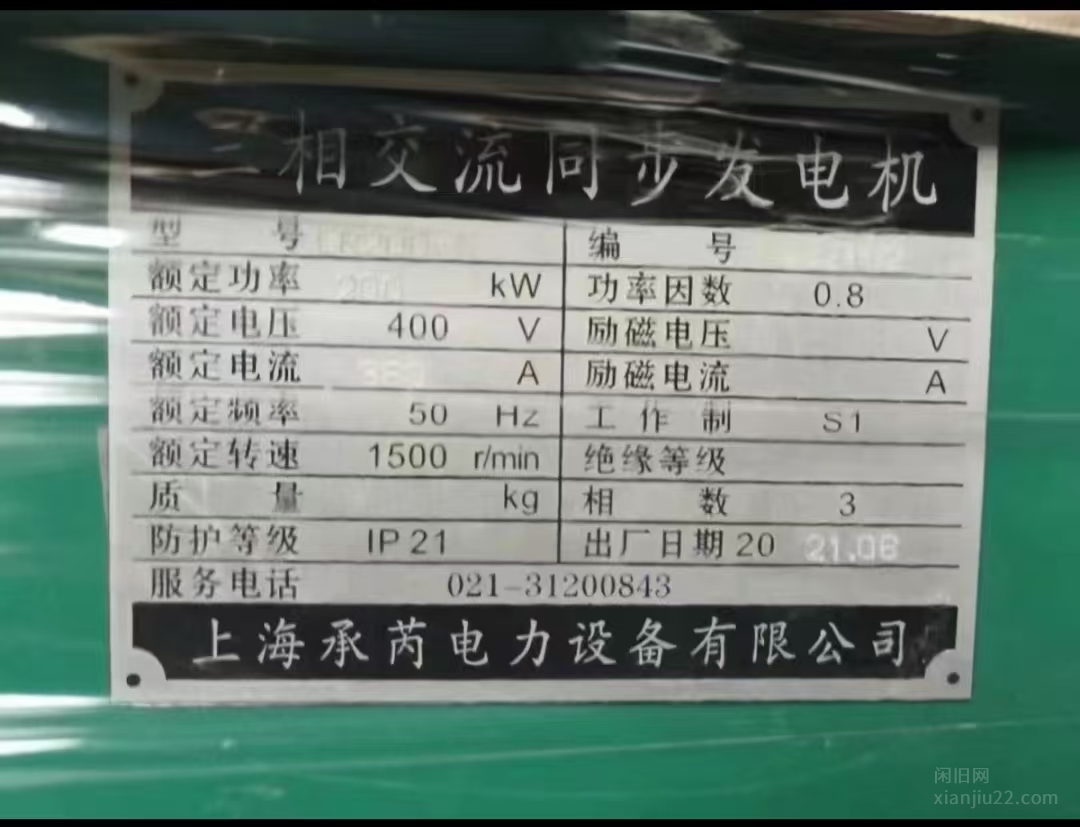 三相交流同步发电机
型号 编号
额定功率 200 kW 功率因数 0.8
额定电压 400 V 励磁电压 V
额定电流 A 励磁电流 A
额定频率 50 Hz 工作制 S1
额定转速 1500 r/min 绝缘等级
质量 kg 相数 3
防护等级 IP21 出厂日期 20 21.06
服务电话 021-31200843
上海承芮电力设备有限公司
闲旧网
xianjiu22.com